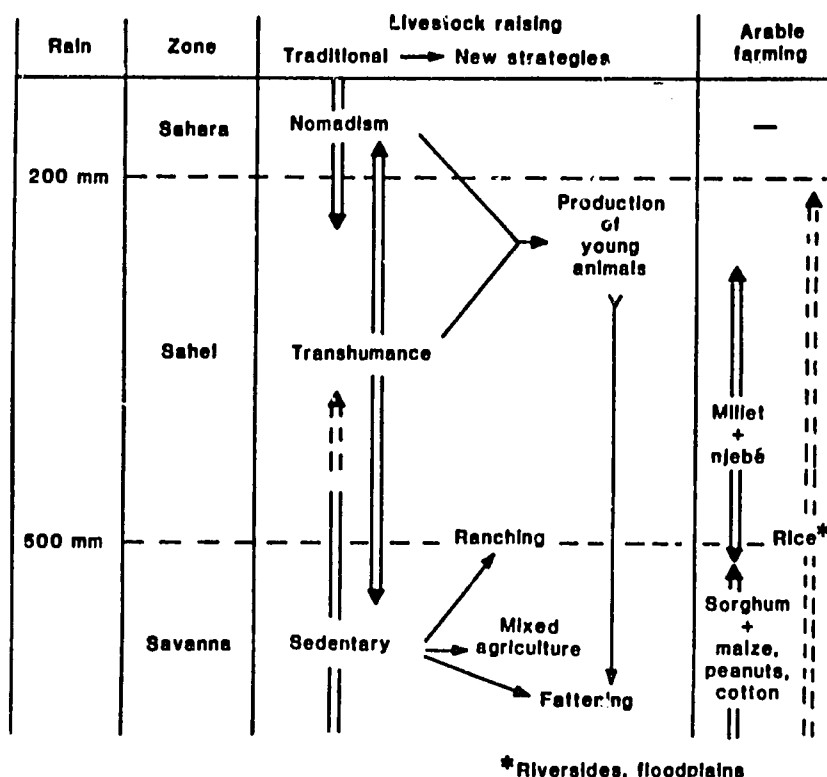 Rain
Zone
Livestock raising
Traditional → New strategies
Arable
farming
Sahara
Nomadism
—
200 mm
Production
of
young
animals
Sahel
Transhumance
Millet
+
njebé
600 mm
Ranching
Rice*
Savanna
Sedentary
Mixed
agriculture
Fattening
Sorghum
+
maize,
peanuts,
cotton
*Riversides, floodplains